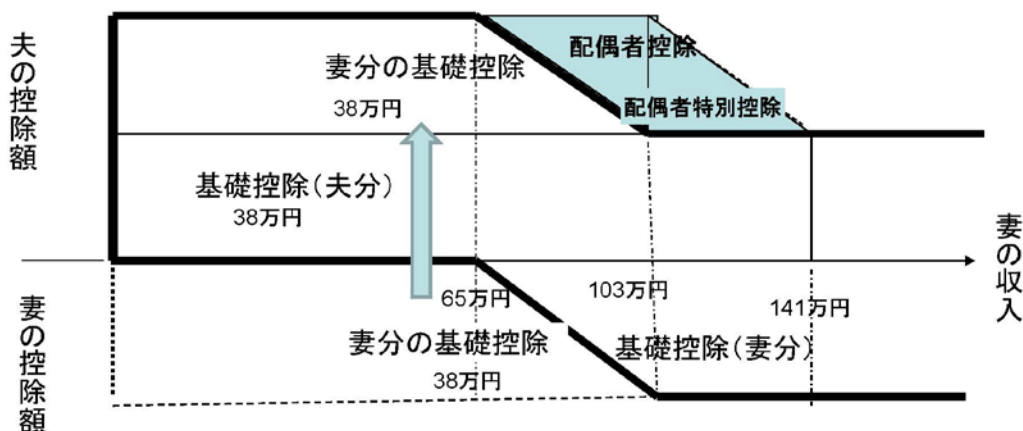 夫の控除額
配偶者控除
妻分の基礎控除
38万円
配偶者特別控除
基礎控除(夫分)
38万円
妻の収入
65万円
103万円
141万円
妻の控除額
妻分の基礎控除
38万円
基礎控除(妻分)